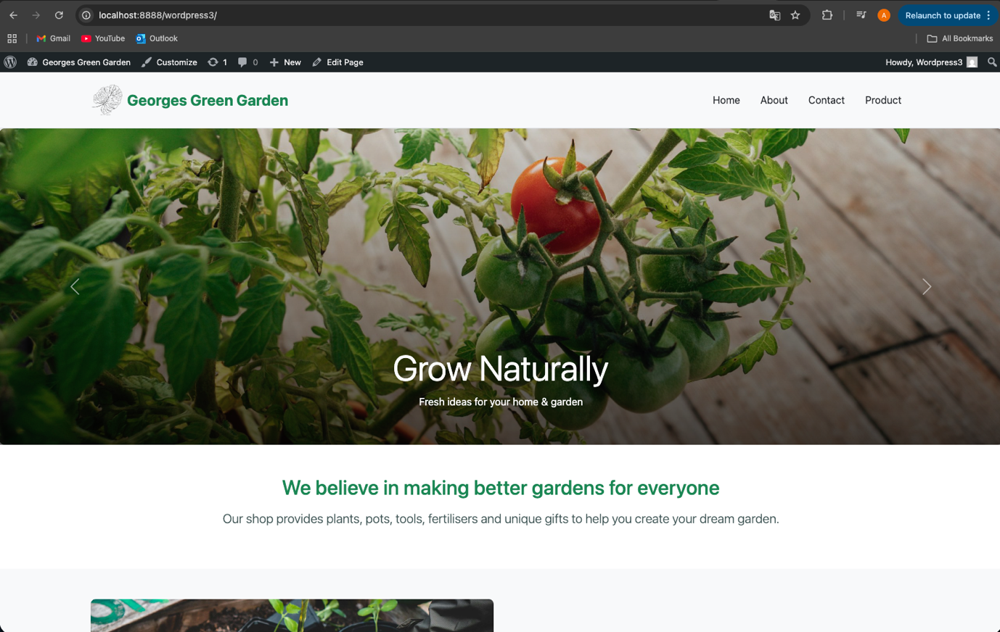 localhost:8888/wordpress3/
A
Relaunch to update
Gmail YouTube Outlook
All Bookmarks
Georges Green Garden Customize 1 0 New Edit Page
Howdy, Wordpress3
Georges Green Garden
Home About Contact Product
Grow Naturally
Fresh ideas for your home & garden
We believe in making better gardens for everyone
Our shop provides plants, pots, tools, fertilisers and unique gifts to help you create your dream garden.